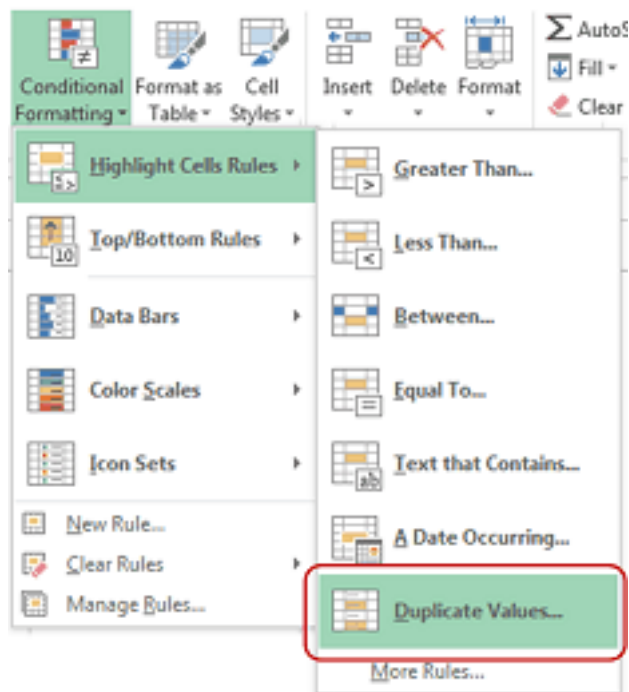 Conditional Formatting
Format as Table
Cell Styles
Insert
Delete
Format
AutoS
Fill
Clear
Highlight Cells Rules
Top/Bottom Rules
Data Bars
Color Scales
Icon Sets
New Rule...
Clear Rules
Manage Rules...
Greater Than...
Less Than...
Between...
Equal To...
Text that Contains...
A Date Occurring...
Duplicate Values...
More Rules...